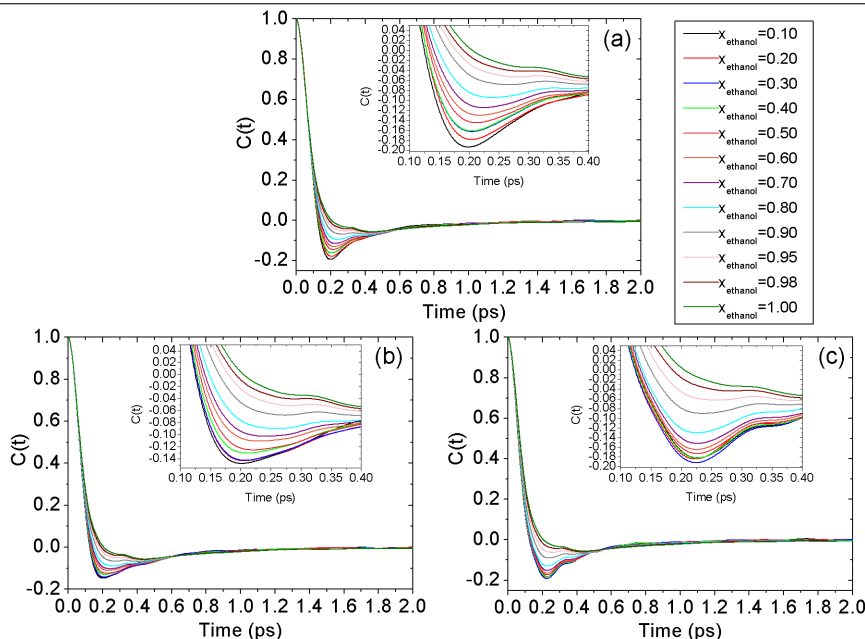 (a)
C(t)
1.0
0.8
0.6
0.4
0.2
0.0
-0.2
0.0 0.2 0.4 0.6 0.8 1.0 1.2 1.4 1.6 1.8 2.0
Time (ps)
C(t)
0.04
0.02
0.00
-0.02
-0.04
-0.06
-0.08
-0.10
-0.12
-0.14
-0.16
-0.18
-0.20
0.10 0.15 0.20 0.25 0.30 0.35 0.40
Time (ps)
Xethanol=0.10
Xethanol=0.20
Xethanol=0.30
Xethanol=0.40
Xethanol=0.50
Xethanol=0.60
Xethanol=0.70
Xethanol=0.80
Xethanol=0.90
Xethanol=0.95
Xethanol=0.98
Xethanol=1.00
(b)
C(t)
1.0
0.8
0.6
0.4
0.2
0.0
-0.2
0.0 0.2 0.4 0.6 0.8 1.0 1.2 1.4 1.6 1.8 2.0
Time (ps)
C(t)
0.04
0.02
0.00
-0.02
-0.04
-0.06
-0.08
-0.10
-0.12
-0.14
0.10 0.15 0.20 0.25 0.30 0.35 0.40
Time (ps)
(c)
C(t)
1.0
0.8
0.6
0.4
0.2
0.0
-0.2
0.0 0.2 0.4 0.6 0.8 1.0 1.2 1.4 1.6 1.8 2.0
Time (ps)
C(t)
0.04
0.02
0.00
-0.02
-0.04
-0.06
-0.08
-0.10
-0.12
-0.14
-0.16
-0.18
-0.20
0.10 0.15 0.20 0.25 0.30 0.35 0.40
Time (ps)